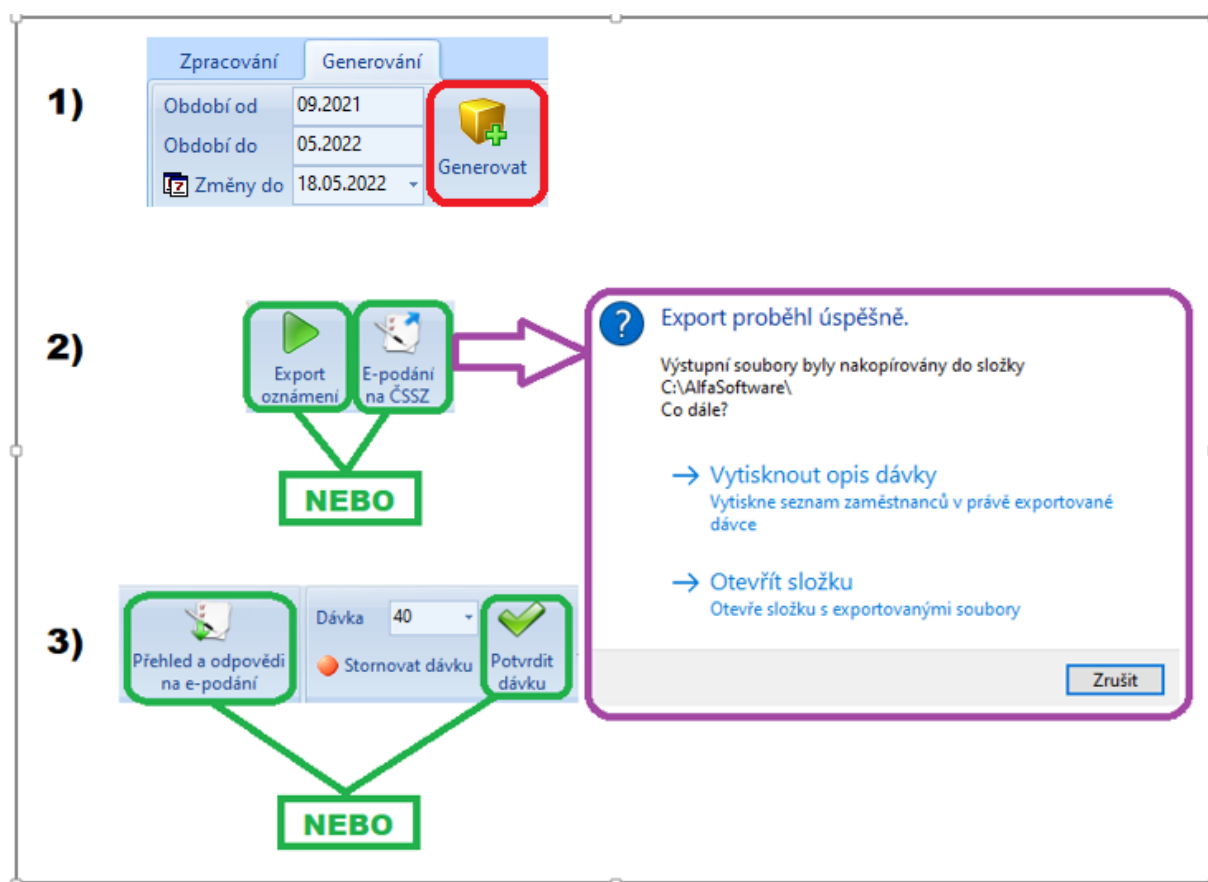 1)
Zpracování Generování
Období od 09.2021
Období do 05.2022
Změny do 18.05.2022
Generovat
2)
Export
oznámení
E-podání
na ČSSZ
NEBO
Export proběhl úspěšně.
Výstupní soubory byly nakopírovány do složky
C:\AlfaSoftware\
Co dále?
Vytisknout opis dávky
Vytiskne seznam zaměstnanců v právě exportované
dávce
Otevřít složku
Otevře složku s exportovanými soubory
Zrušit
3)
Přehled a odpovědi
na e-podání
Dávka 40
Stornovat dávku
Potvrdit
dávku
NEBO